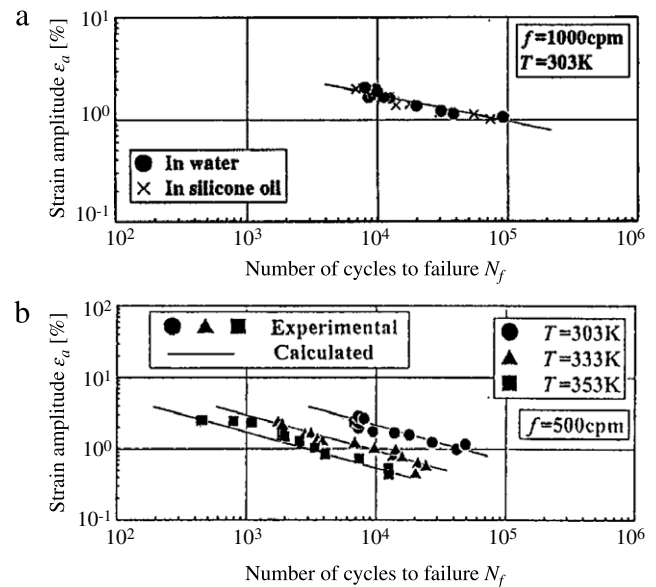 a
10¹
f=1000cpm
T=303K
10⁰
In water
In silicone oil
10⁻¹
10² 10³ 10⁴ 10⁵ 10⁶
Strain amplitude εₐ [%]
Number of cycles to failure N_f
b
10²
Experimental
Calculated
T=303K
T=333K
T=353K
10¹
f=500cpm
10⁰
10⁻¹
10² 10³ 10⁴ 10⁵ 10⁶
Strain amplitude εₐ [%]
Number of cycles to failure N_f